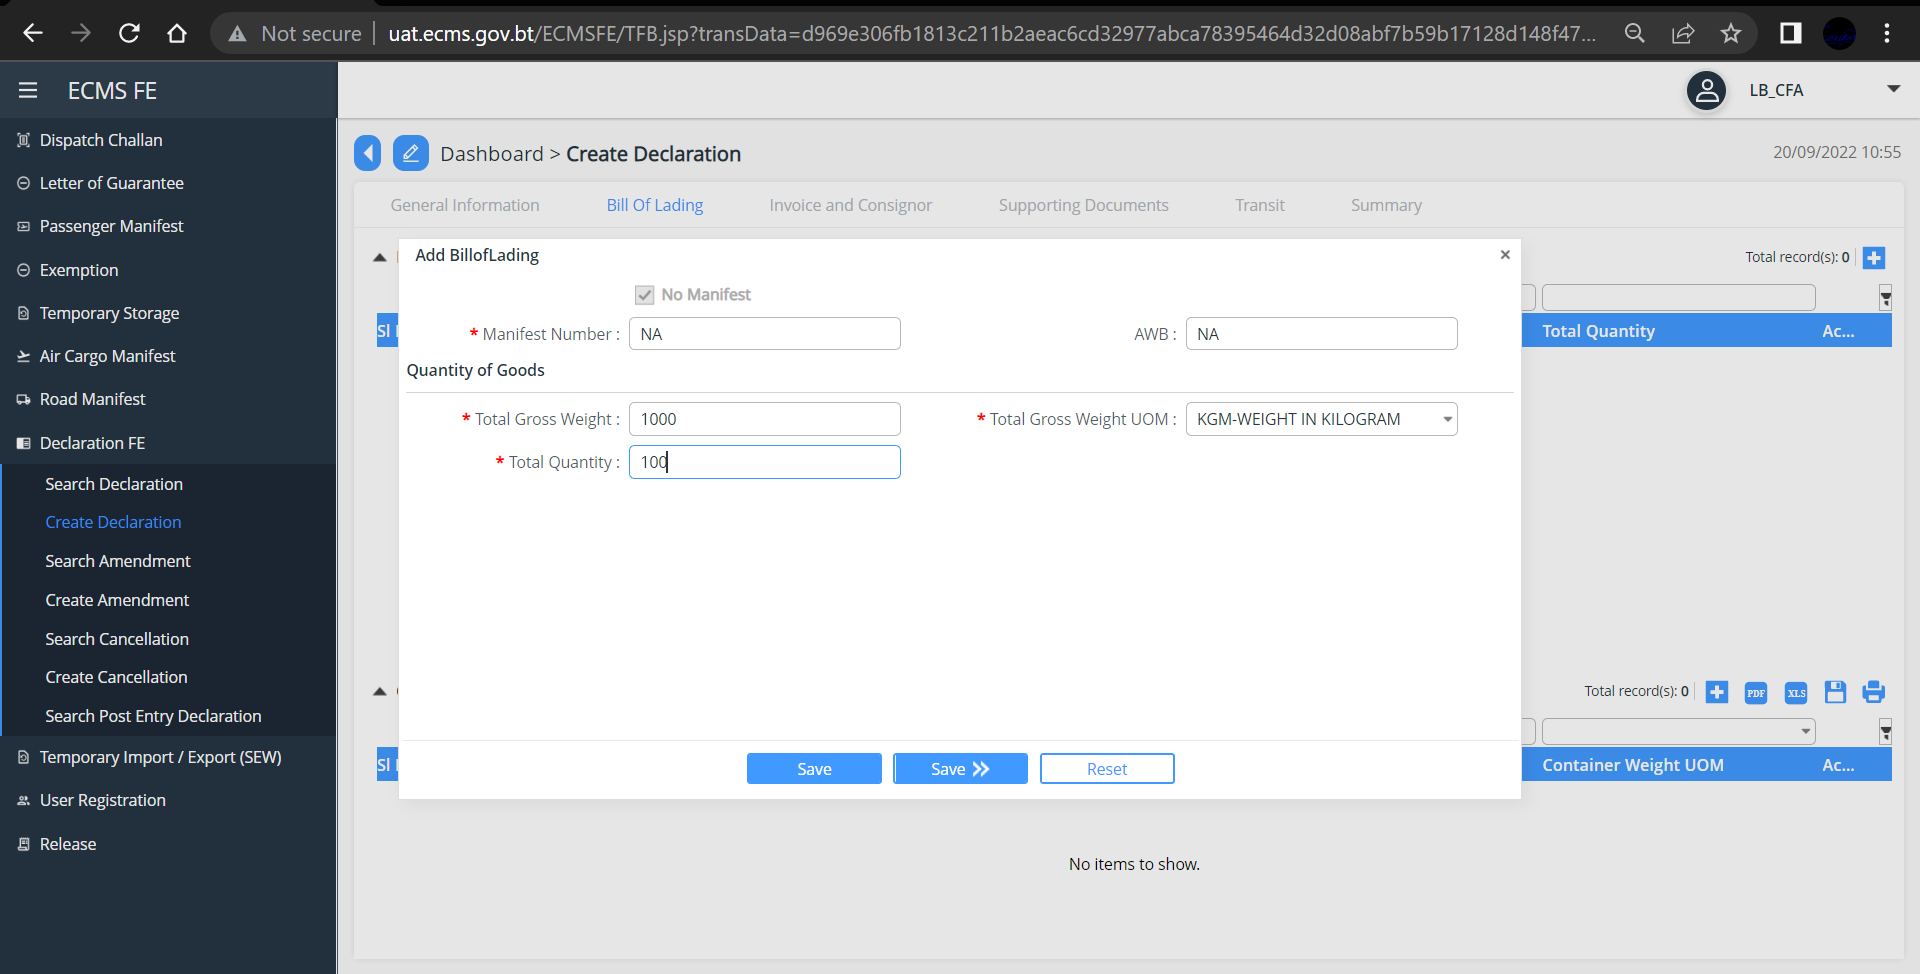 Not secure
uat.ecms.gov.bt/ECMSFE/TFB.jsp?transData=d969e306fb1813c211b2aeac6cd32977abca78395464d32d08abf7b59b17128d148f47...
ECMS FE
LB_CFA
Dispatch Challan
Letter of Guarantee
Passenger Manifest
Exemption
Temporary Storage
Air Cargo Manifest
Road Manifest
Declaration FE
Search Declaration
Create Declaration
Search Amendment
Create Amendment
Search Cancellation
Create Cancellation
Search Post Entry Declaration
Temporary Import / Export (SEW)
User Registration
Release
Dashboard > Create Declaration
20/09/2022 10:55
General Information
Bill Of Lading
Invoice and Consignor
Supporting Documents
Transit
Summary
Total record(s): 0
Sl
Total Quantity
Ac...
Add BillofLading
×
No Manifest
* Manifest Number : NA
AWB : NA
Quantity of Goods
* Total Gross Weight : 1000
* Total Gross Weight UOM : KGM-WEIGHT IN KILOGRAM
* Total Quantity : 100
Save
Save
Reset
Total record(s): 0
PDF
XLS
Sl
Container Weight UOM
Ac...
No items to show.